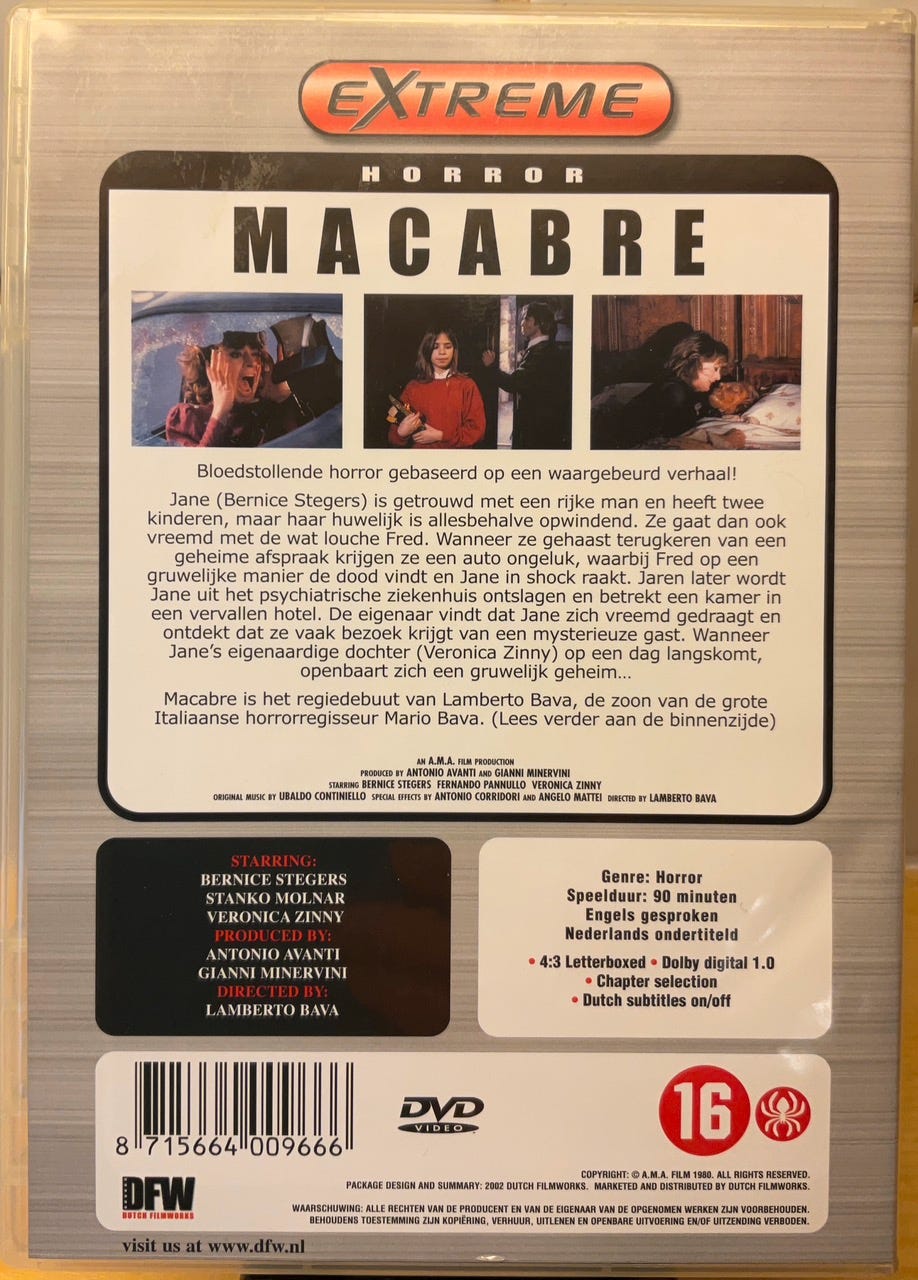 EXTREME
HORROR
MACABRE
Bloedstollende horror gebaseerd op een waargebeurd verhaal!
Jane (Bernice Stegers) is getrouwd met een rijke man en heeft twee
kinderen, maar haar huwelijk is allesbehalve opwindend. Ze gaat dan ook
vreemd met de wat louche Fred. Wanneer ze gehaast terugkeren van een
geheime afspraak krijgen ze een auto ongeluk, waarbij Fred op een
gruwelijke manier de dood vindt en Jane in shock raakt. Jaren later wordt
Jane uit het psychiatrische ziekenhuis ontslagen en betrekt een kamer in
een vervallen hotel. De eigenaar vindt dat Jane zich vreemd gedraagt en
ontdekt dat ze vaak bezoek krijgt van een mysterieuze gast. Wanneer
Jane's eigenaardige dochter (Veronica Zinny) op een dag langskomt,
openbaart zich een gruwelijk geheim...
Macabre is het regiedebuut van Lamberto Bava, de zoon van de grote
Italiaanse horrorregisseur Mario Bava. (Lees verder aan de binnenzijde)
AN A.M.A. FILM PRODUCTION
PRODUCED BY ANTONIO AVANTI AND GIANNI MINERVINI
STARRING BERNICE STEGERS FERNANDO PANNULLO VERONICA ZINNY
ORIGINAL MUSIC BY UBALDO CONTINIELLO SPECIAL EFFECTS BY ANTONIO CORRIDORI AND ANGELO MATTEI DIRECTED BY LAMBERTO BAVA
STARRING:
BERNICE STEGERS
STANKO MOLNAR
VERONICA ZINNY
PRODUCED BY:
ANTONIO AVANTI
GIANNI MINERVINI
DIRECTED BY:
LAMBERTO BAVA
Genre: Horror
Speelduur: 90 minuten
Engels gesproken
Nederlands ondertiteld
• 4:3 Letterboxed • Dolby digital 1.0
• Chapter selection
• Dutch subtitles on/off
8 715664 009666
DVD
VIDEO
16
DFW
DUTCH FILMWORKS
COPYRIGHT: © A.M.A. FILM 1980. ALL RIGHTS RESERVED.
PACKAGE DESIGN AND SUMMARY: 2002 DUTCH FILMWORKS. MARKETED AND DISTRIBUTED BY DUTCH FILMWORKS.
WAARSCHUWING: ALLE RECHTEN VAN DE PRODUCENT EN VAN DE EIGENAAR VAN DE OPGENOMEN WERKEN ZIJN VOORBEHOUDEN.
BEHOUDENS TOESTEMMING ZIJN KOPIËRING, VERHUUR, UITLENEN EN OPENBARE UITVOERING EN/OF UITZENDING VERBODEN.
visit us at www.dfw.nl